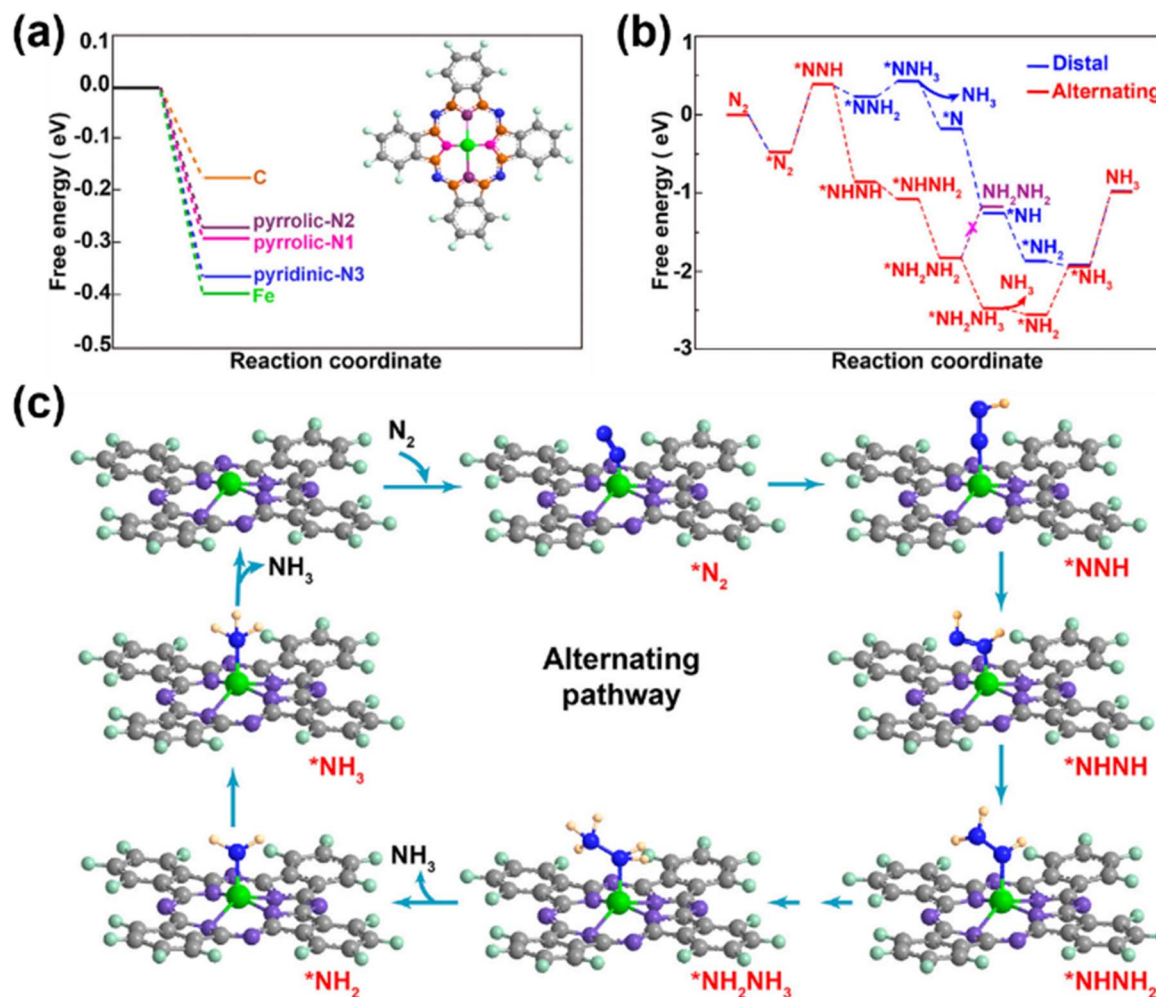 (a)
0.1
0.0
-0.1
-0.2
-0.3
-0.4
-0.5
Free energy ( eV)
C
pyrrolic-N2
pyrrolic-N1
pyridinic-N3
Fe
Reaction coordinate
(b)
1
0
-1
-2
-3
Free energy ( eV)
Distal
Alternating
N₂
*N₂
*NNH
*NNH₂
*NNH₃
NH₃
*N
*NHNH
*NHNH₂
NH₂NH₂
*NH
*NH₂NH₂
*NH₂
NH₃
*NH₂NH₃
*NH₂
*NH₃
NH₃
x
Reaction coordinate
(c)
N₂
*N₂
*NNH
NH₃
*NH₃
Alternating
pathway
*NHNH
*NH₂
NH₃
*NH₂NH₃
*NHNH₂